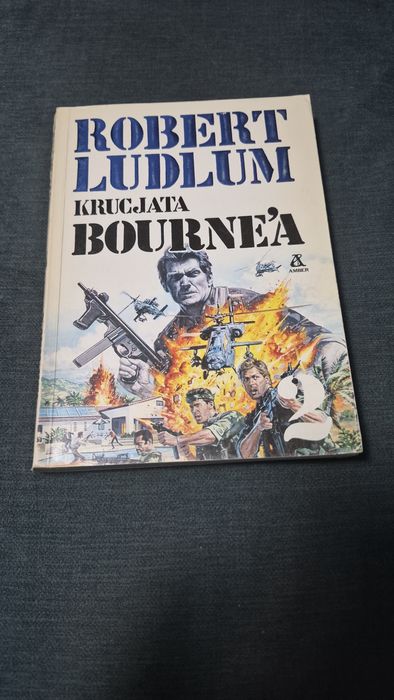 ROBERT
LUDLUM
KRUCJATA
BOURNE'A
AMBER
2